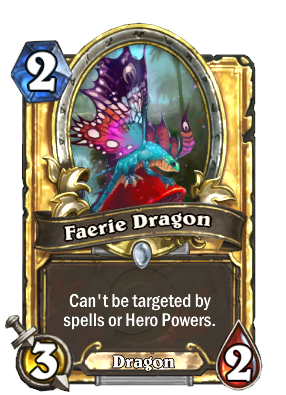 2
Faerie Dragon
Can't be targeted by
spells or Hero Powers.
3
Dragon
2